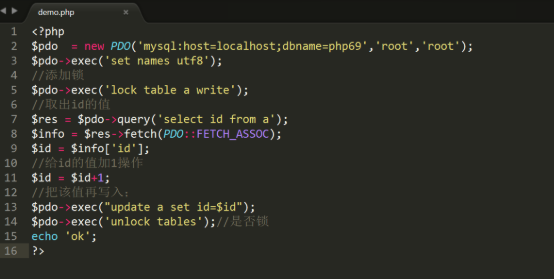 demo.php
1 <?php
2 $pdo = new PDO('mysql:host=localhost;dbname=php69','root','root');
3 $pdo->exec('set names utf8');
4 //添加锁
5 $pdo->exec('lock table a write');
6 //取出id的值
7 $res = $pdo->query('select id from a');
8 $info = $res->fetch(PDO::FETCH_ASSOC);
9 $id = $info['id'];
10 //给id的值加1操作
11 $id = $id+1;
12 //把该值再写入;
13 $pdo->exec("update a set id=$id");
14 $pdo->exec('unlock tables');//是否锁
15 echo 'ok';
16 ?>